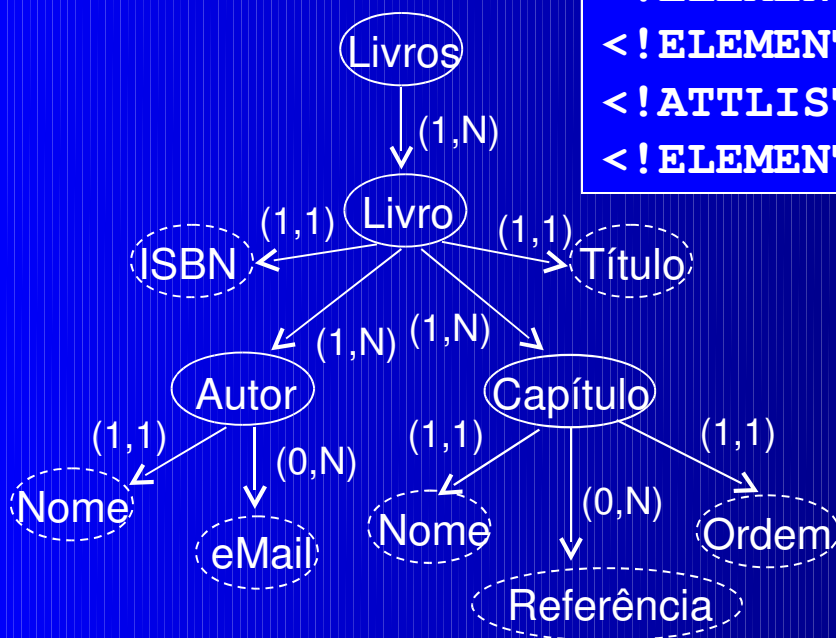 Livros
<!ELEMENT
<!ATTLIST
<!ELEMENT
(1,N)
Livro
(1,1)
(1,1)
ISBN
Título
(1,N) (1,N)
Autor
Capítulo
(1,1)
(0,N)
(1,1)
(0,N)
(1,1)
Nome
eMail
Nome
Ordem
Referência